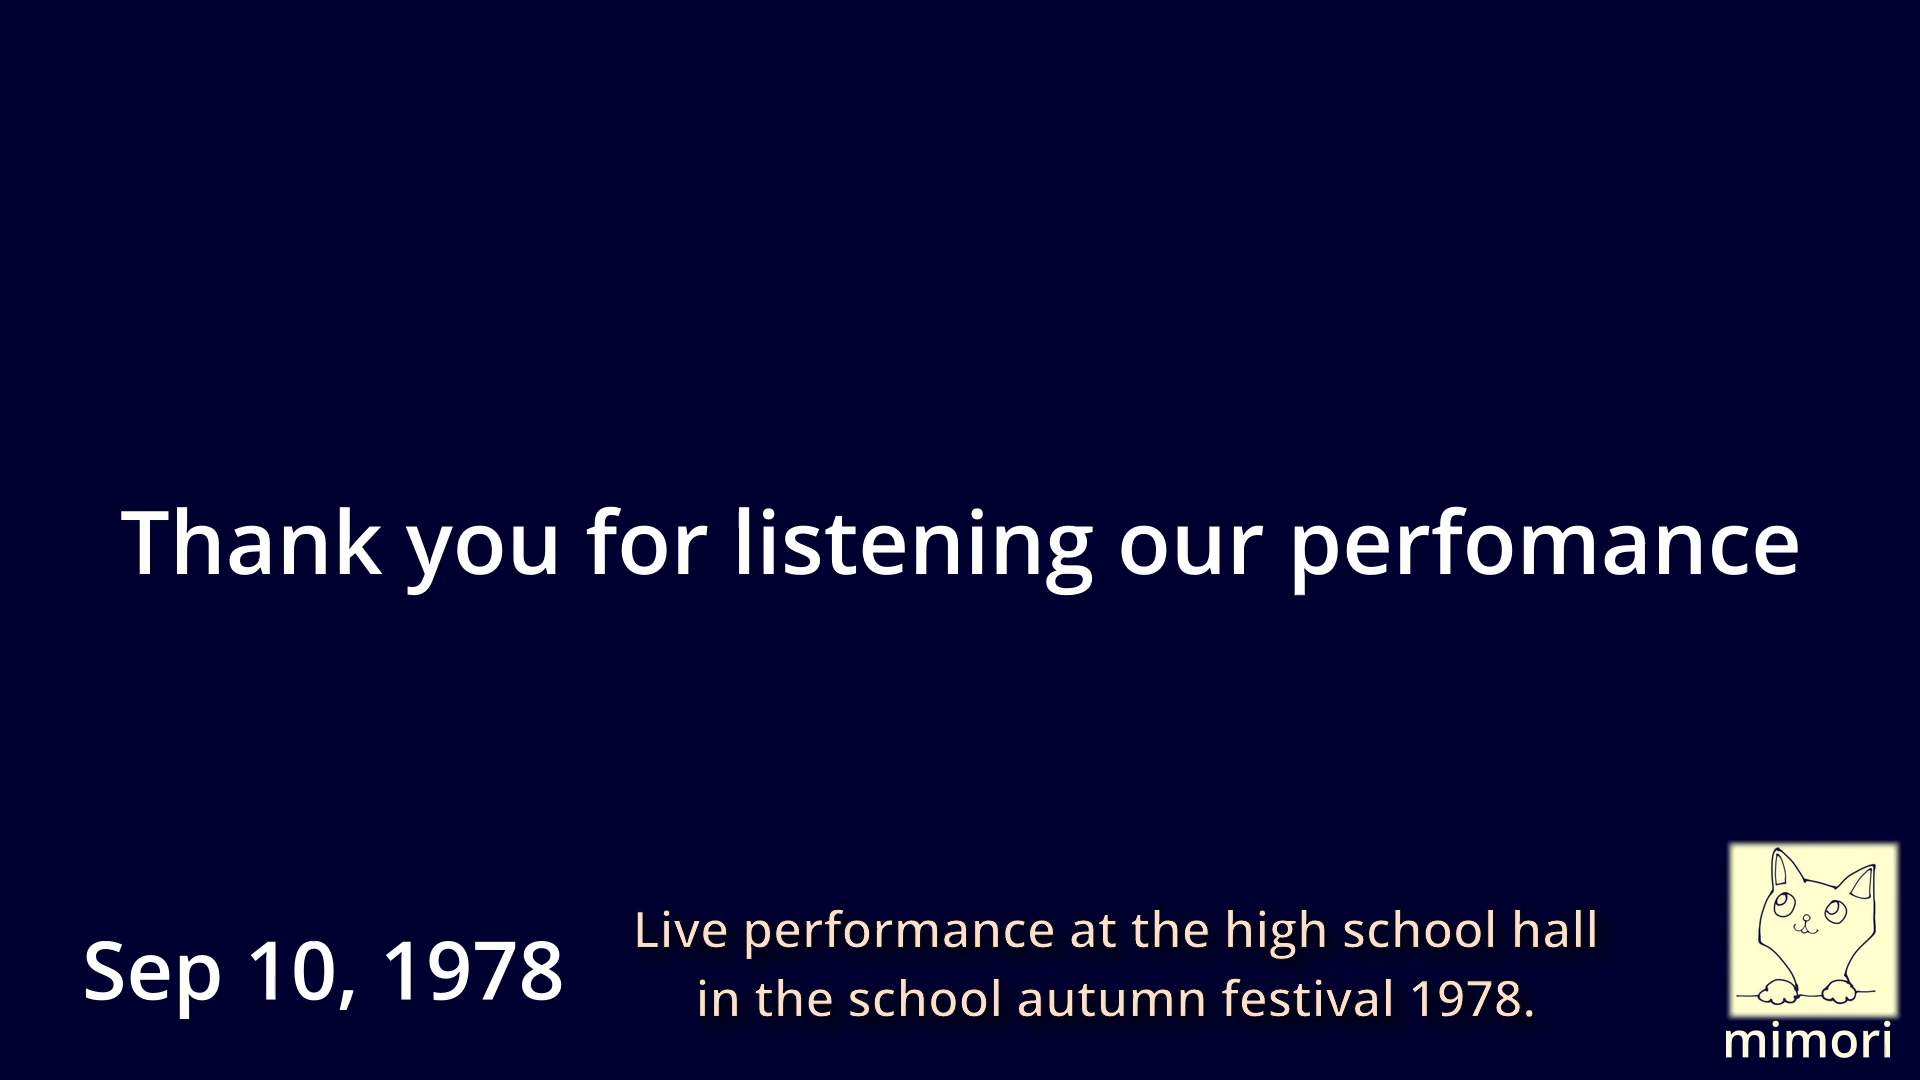 Thank you for listening our perfomance
Sep 10, 1978
Live performance at the high school hall
in the school autumn festival 1978.
mimori